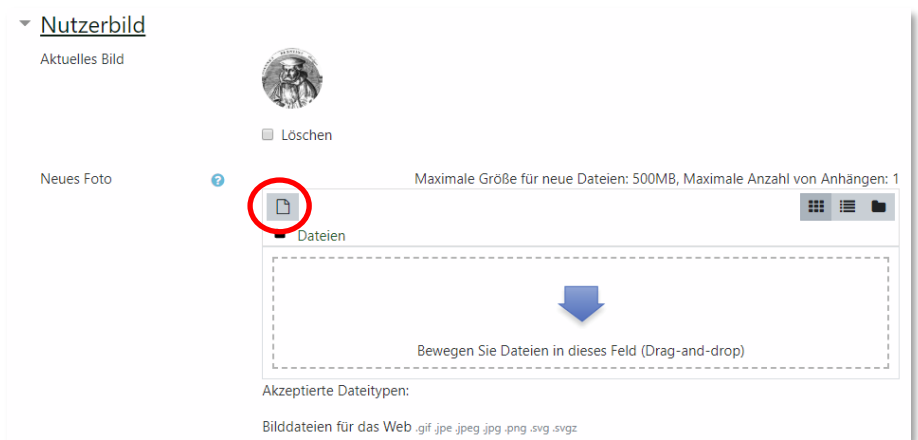 Nutzerbild
Aktuelles Bild
Löschen
Neues Foto
Maximale Größe für neue Dateien: 500MB, Maximale Anzahl von Anhängen: 1
Dateien
Bewegen Sie Dateien in dieses Feld (Drag-and-drop)
Akzeptierte Dateitypen:
Bilddateien für das Web .gif .jpe .jpeg .jpg .png .svg .svgz